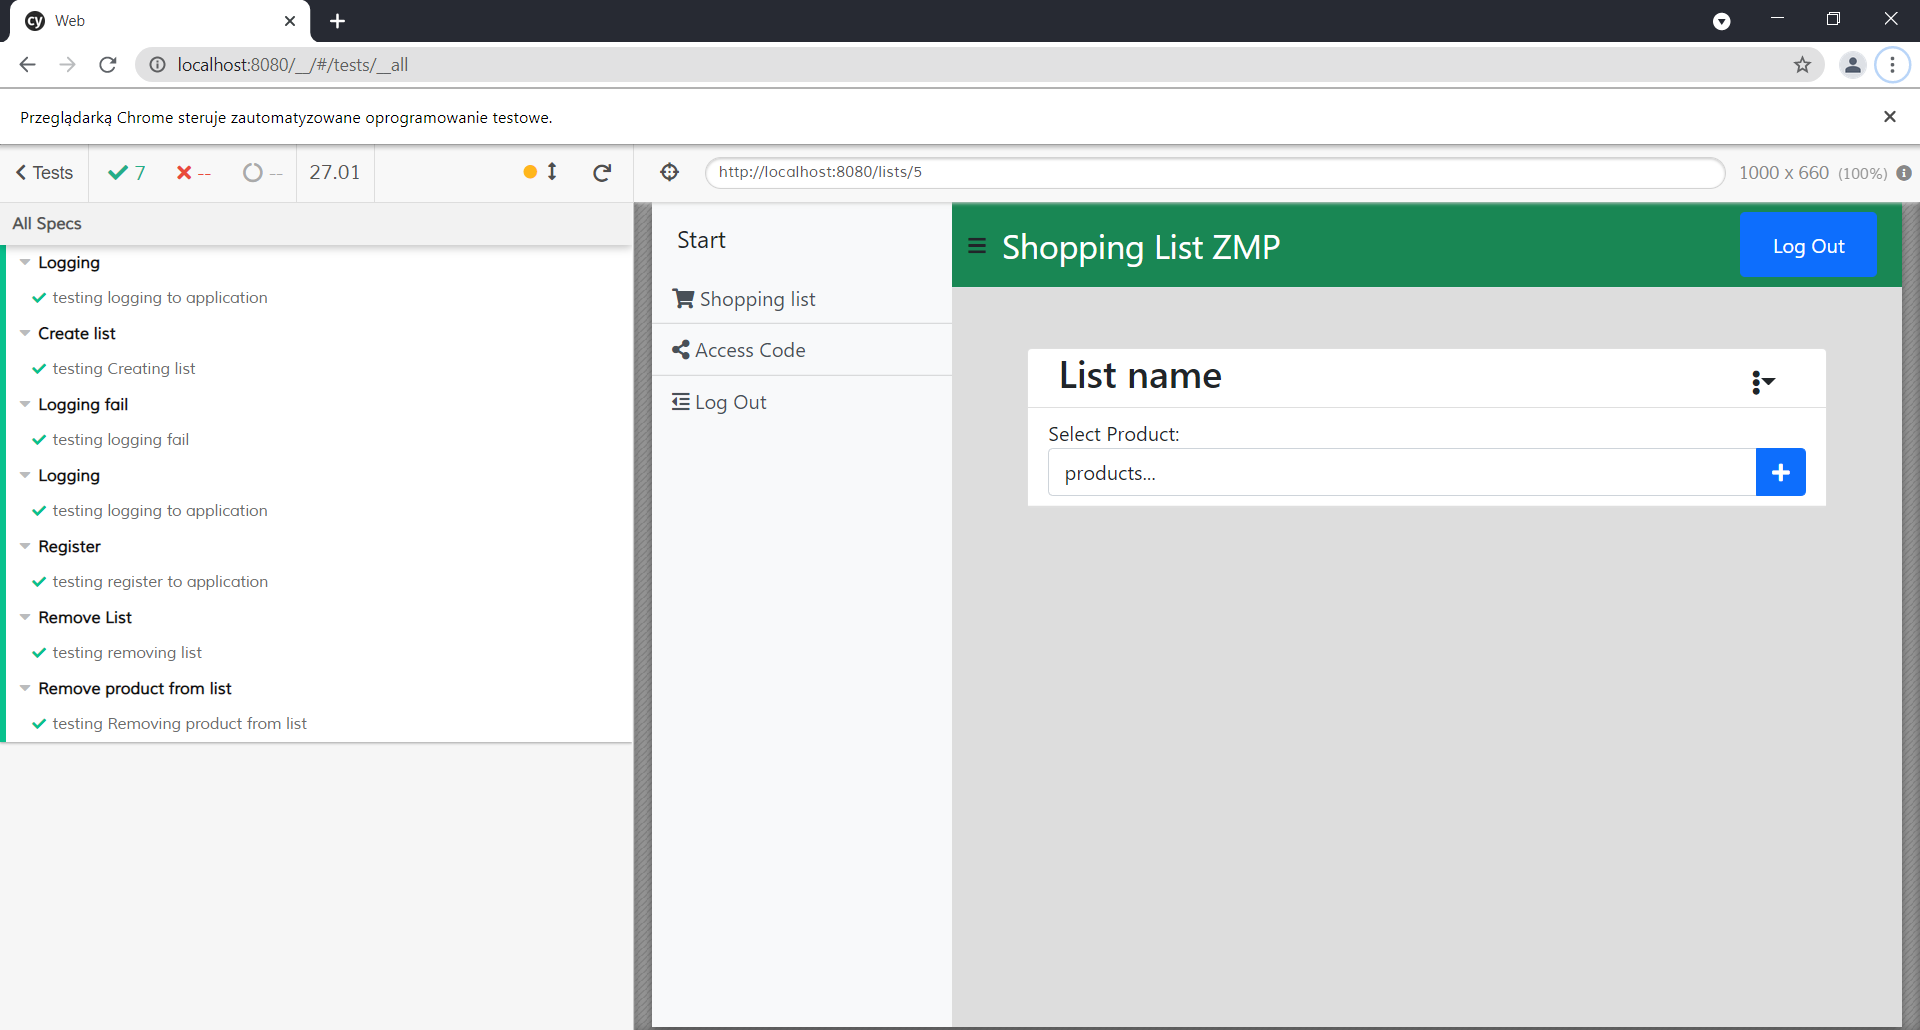 cy Web
localhost:8080/__/#/tests/__all
Przeglądarką Chrome steruje zautomatyzowane oprogramowanie testowe.
Tests 7 -- -- 27.01
http://localhost:8080/lists/5 1000 x 660 (100%)
All Specs
Logging
testing logging to application
Create list
testing Creating list
Logging fail
testing logging fail
Logging
testing logging to application
Register
testing register to application
Remove List
testing removing list
Remove product from list
testing Removing product from list
Start
Shopping list
Access Code
Log Out
Shopping List ZMP
Log Out
List name
Select Product:
products...